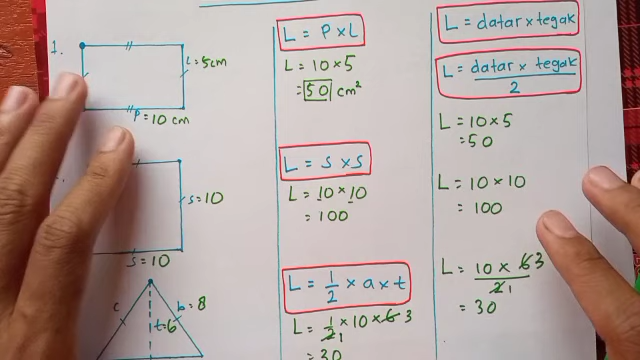 1.
l = 5cm
p = 10 cm
s = 10
s = 10
c
b = 8
t = 6
L = p x l
L = 10 x 5
= 50 cm²
L = s x s
L = 10 x 10
= 100
L = 1/2 x a x t
L = 1/2 x 10 x 6 3
1
= 30
L = datar x tegak
L = datar x tegak / 2
L = 10 x 5
= 50
L = 10 x 10
= 100
L = 10 x 6 3 / 2 1
= 30